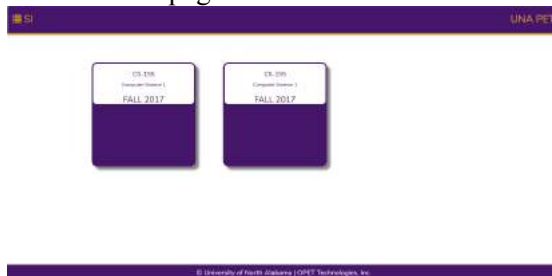 SI
UNA PET
CS-155
Computer Science 1
FALL 2017
CS-155
Computer Science 1
FALL 2017
© University of North Alabama | OPET Technologies, Inc.